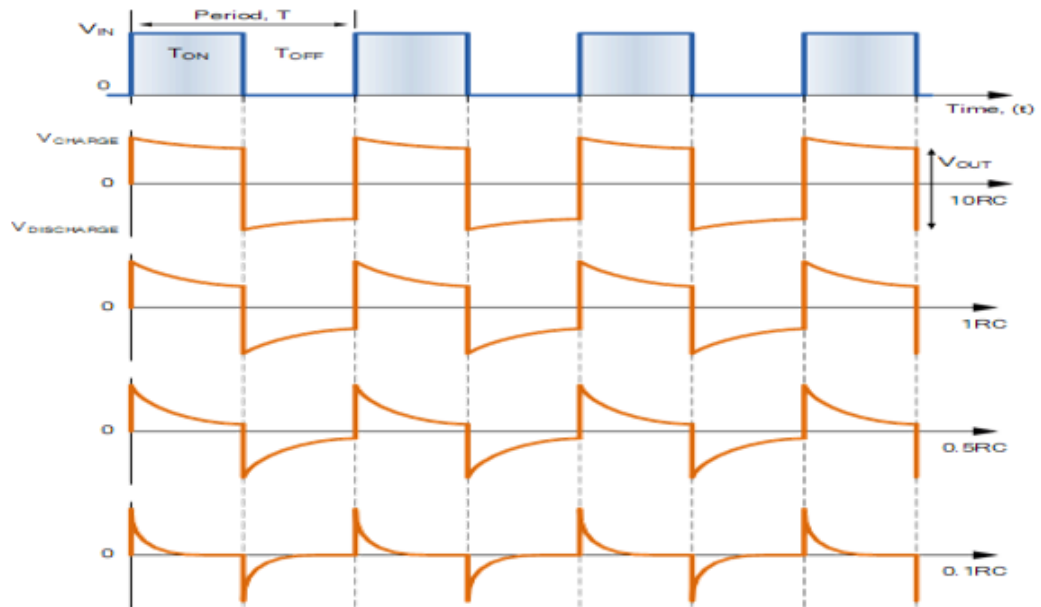 Period, T
VIN
TON
TOFF
0
Time, (t)
VCHARGE
VOUT
0
10RC
VDISCHARGE
0
1RC
0
0.5RC
0
0.1RC